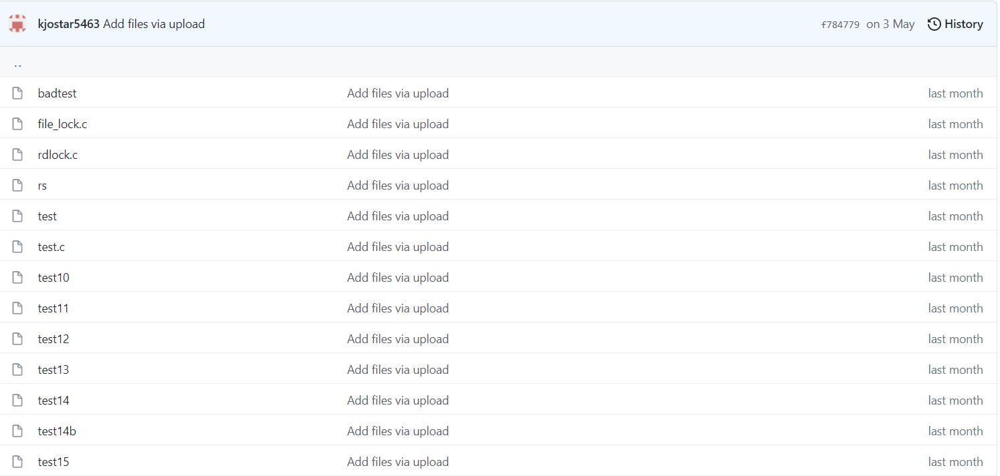 kjostar5463 Add files via upload f784779 on 3 May History
..
badtest Add files via upload last month
file_lock.c Add files via upload last month
rdlock.c Add files via upload last month
rs Add files via upload last month
test Add files via upload last month
test.c Add files via upload last month
test10 Add files via upload last month
test11 Add files via upload last month
test12 Add files via upload last month
test13 Add files via upload last month
test14 Add files via upload last month
test14b Add files via upload last month
test15 Add files via upload last month